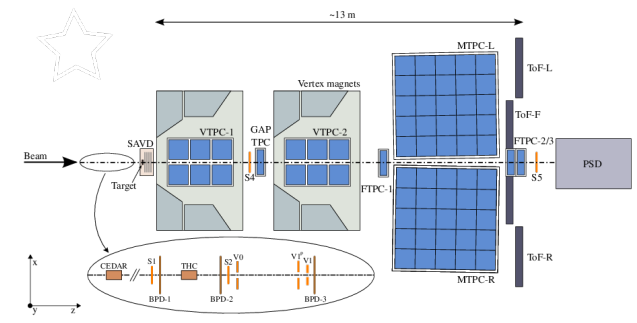 ~13 m
MTPC-L
ToF-L
Vertex magnets
ToF-F
GAP
TPC
VTPC-1
VTPC-2
SAVD
FTPC-2/3
Beam
PSD
Target
S4
FTPC-1
S5
CEDAR
S1
THC
S2
V0
V1'
V1
BPD-1
BPD-2
BPD-3
ToF-R
MTPC-R
x
y
z